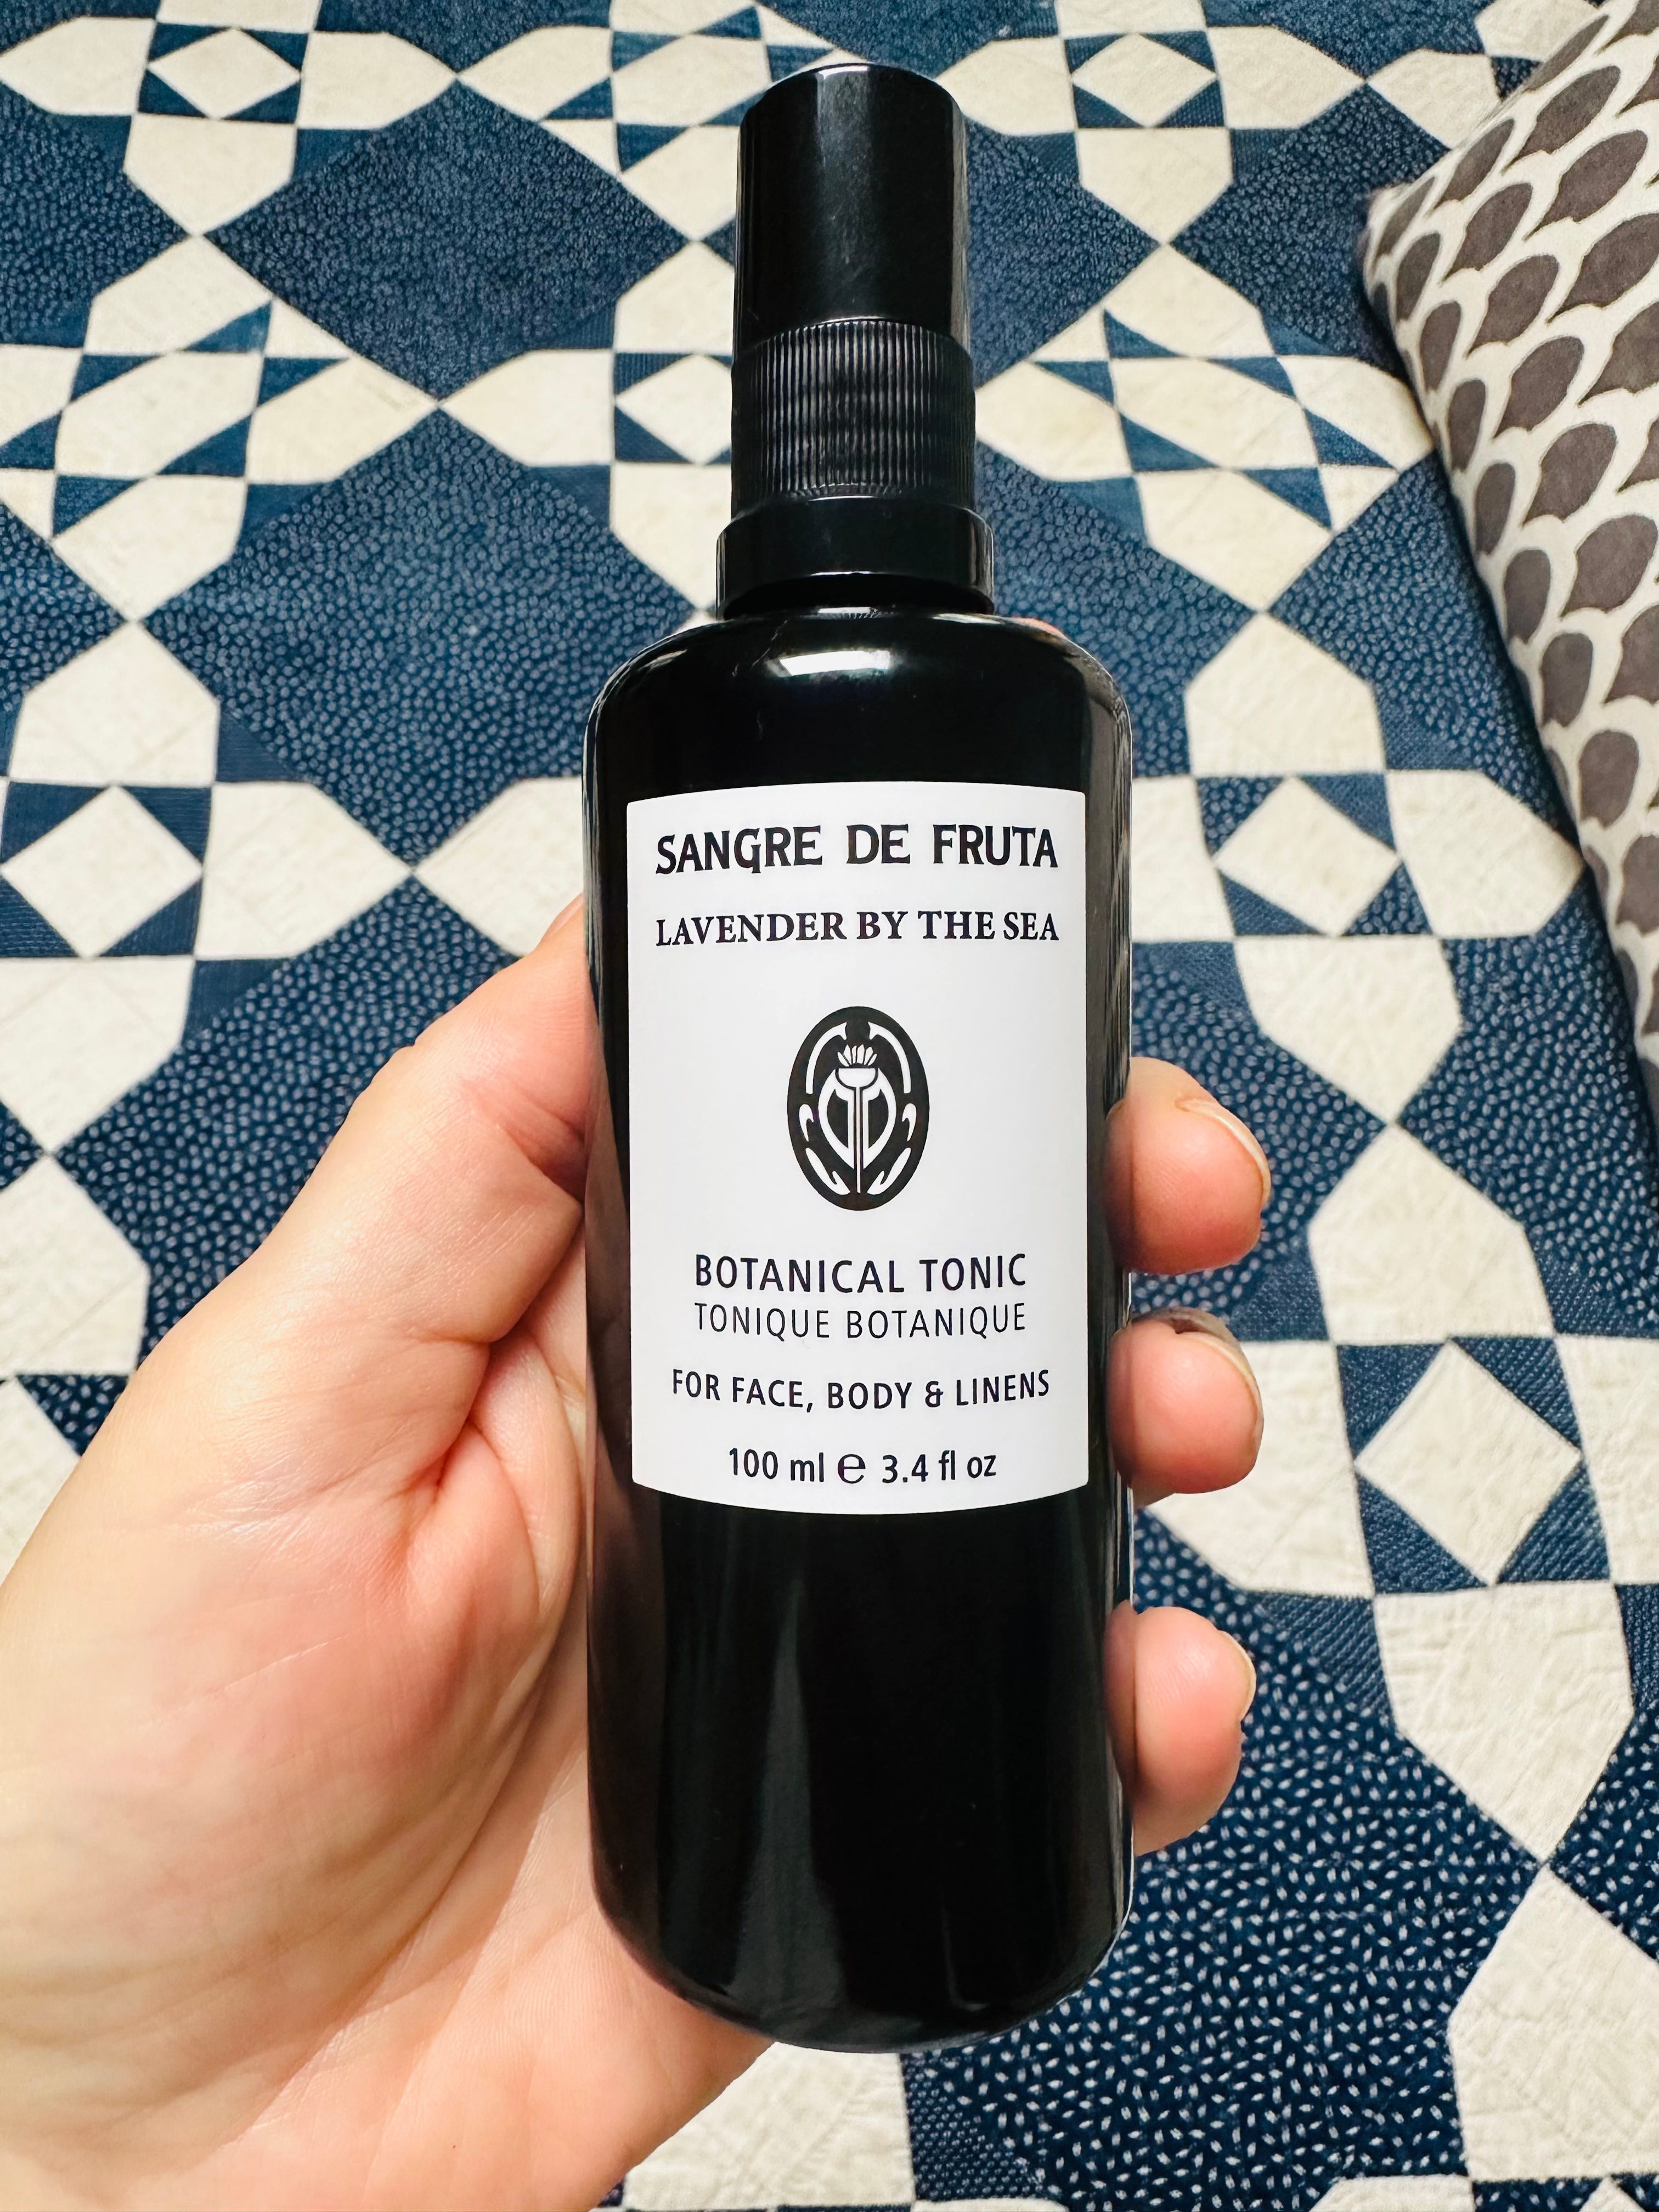 SANGRE DE FRUTA
LAVENDER BY THE SEA
BOTANICAL TONIC
TONIQUE BOTANIQUE
FOR FACE, BODY & LINENS
100 ml ℮ 3.4 fl oz